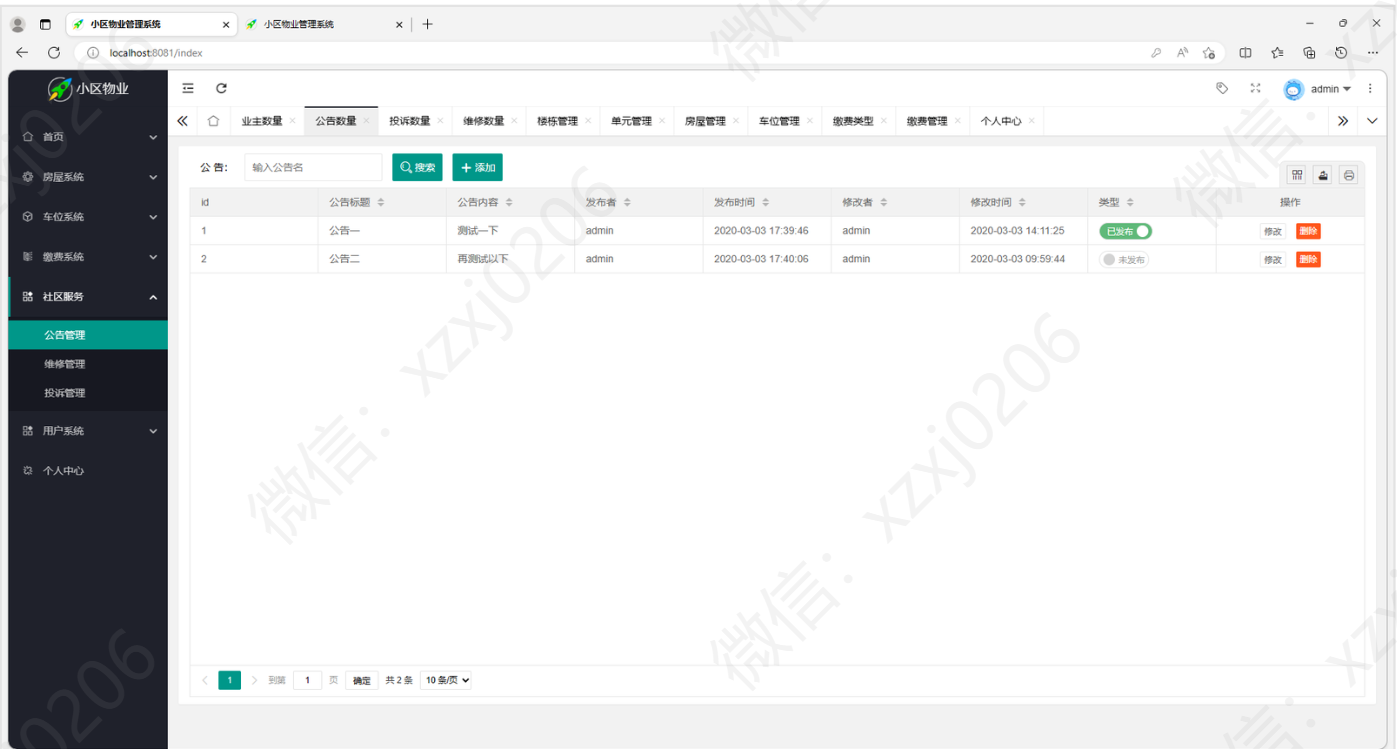 小区物业管理系统
小区物业管理系统
localhost:8081/index
小区物业
admin
业主数量
公告数量
投诉数量
维修数量
楼栋管理
单元管理
房屋管理
车位管理
缴费类型
缴费管理
个人中心
首页
房屋系统
车位系统
缴费系统
社区服务
公告管理
维修管理
投诉管理
用户系统
个人中心
公 告: 输入公告名 搜索 添加
id 公告标题 公告内容 发布者 发布时间 修改者 修改时间 类型 操作
1 公告一 测试一下 admin 2020-03-03 17:39:46 admin 2020-03-03 14:11:25 已发布 修改 删除
2 公告二 再测试以下 admin 2020-03-03 17:40:06 admin 2020-03-03 09:59:44 未发布 修改 删除
1 到第 1 页 确定 共 2 条 10 条/页
微信：xzxj0206
微信：xzxj0206